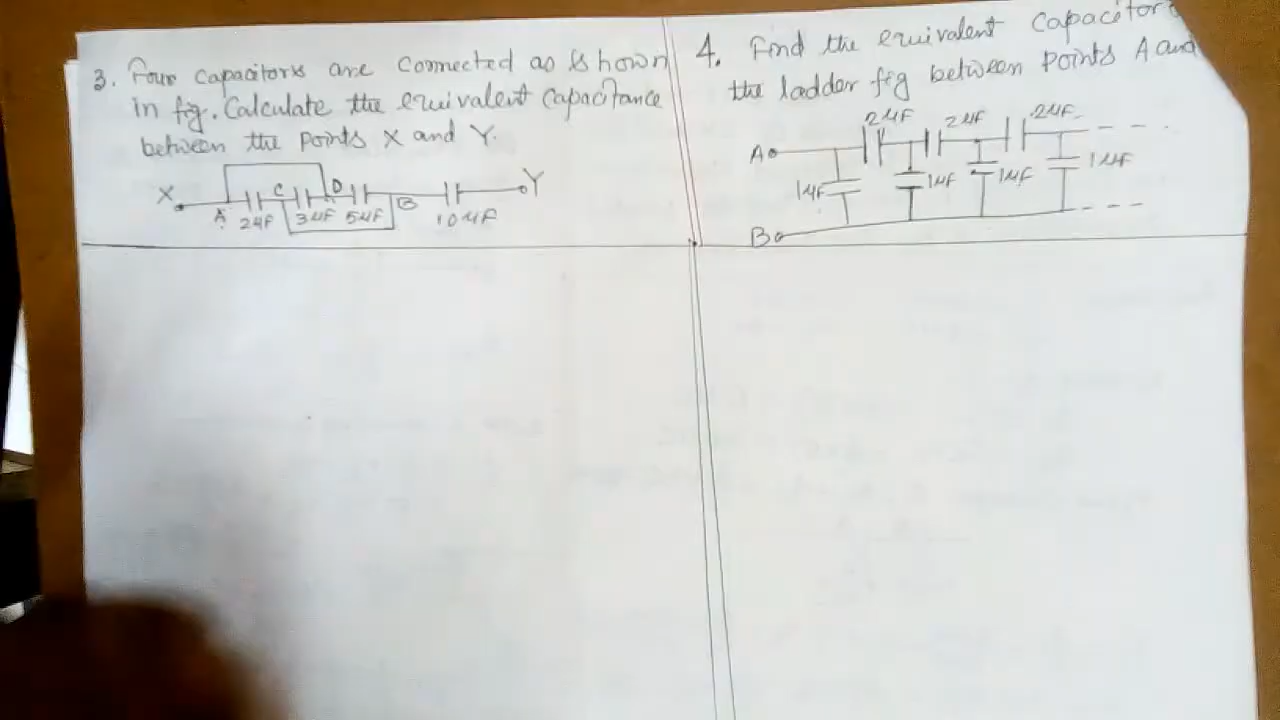 3. Four capacitors are connected as shown
in fig. Calculate the equivalent capacitance
between the points X and Y.
X A C D B Y
2μF 3μF 5μF 10μF
4. Find the equivalent capacitor
the ladder fig between points A and
2μF 2μF 2μF
A
1μF 1μF 1μF 1μF
B